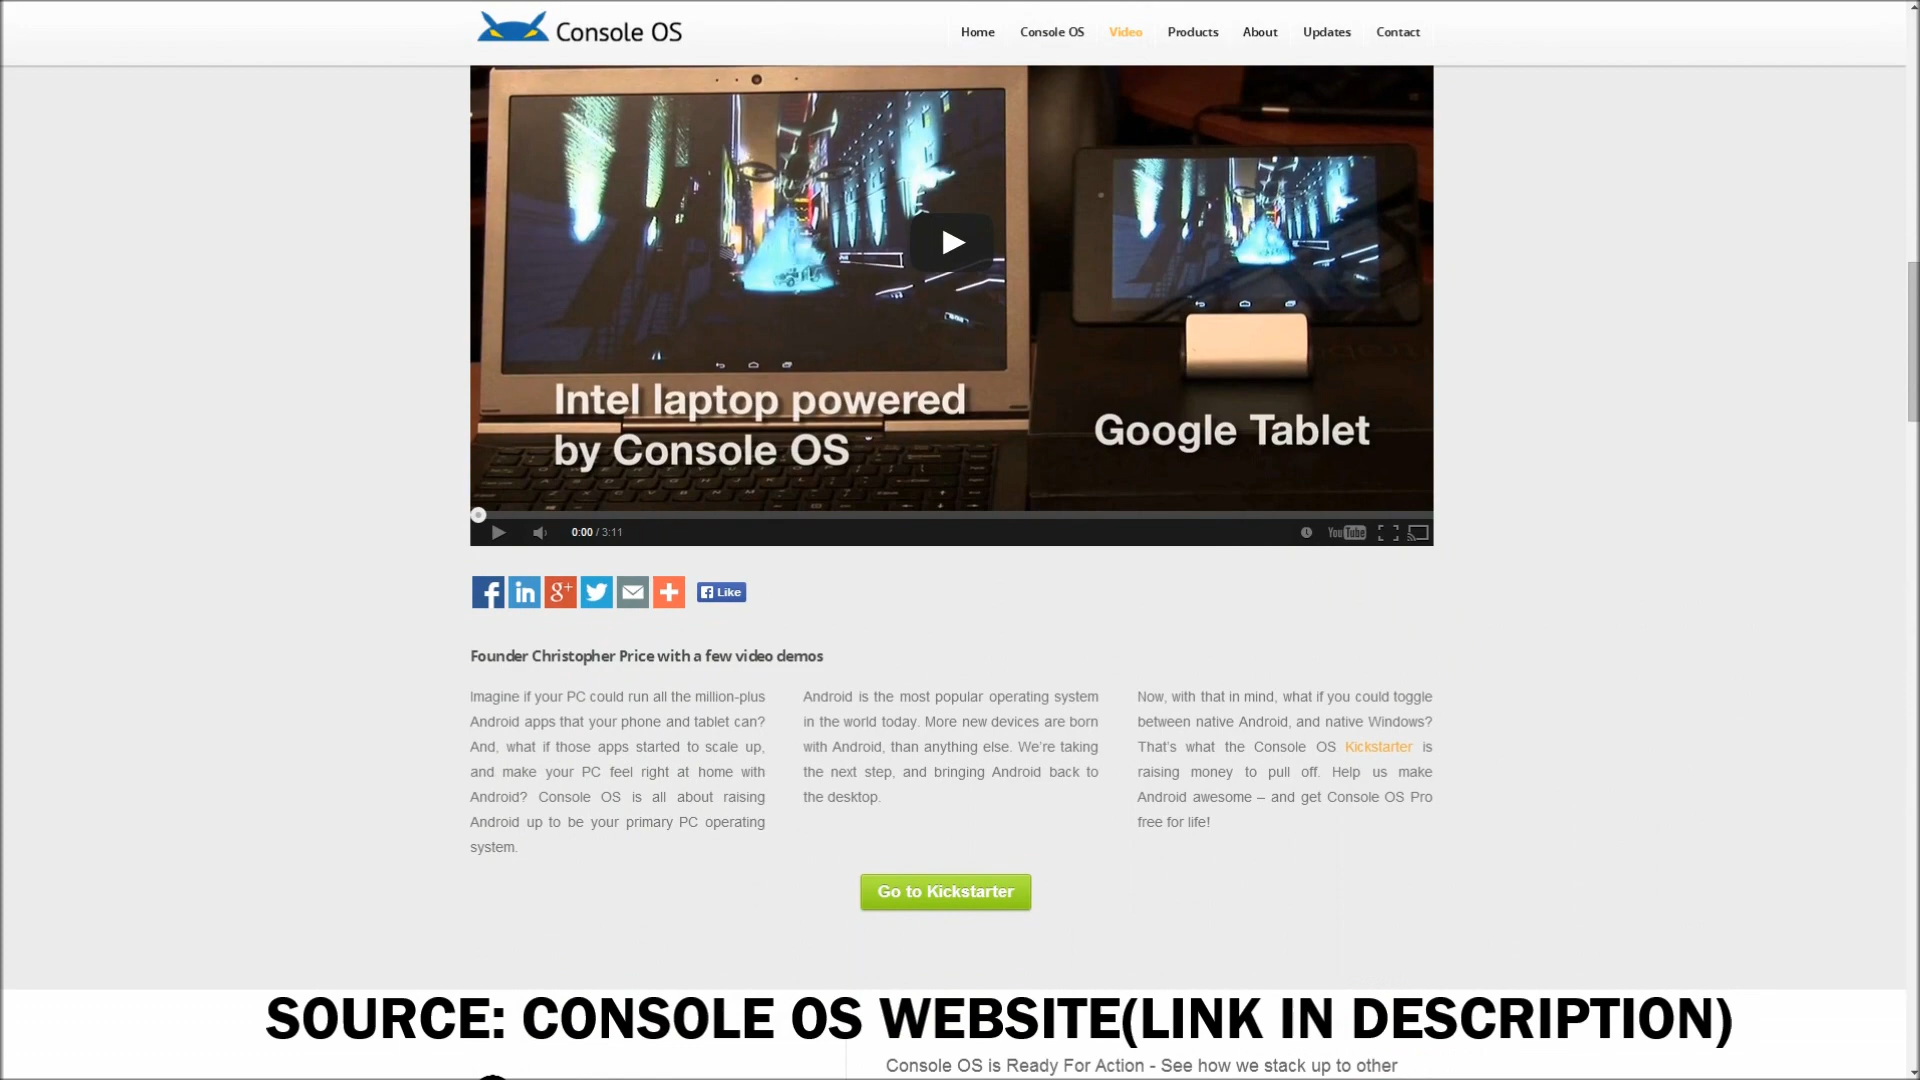 Console OS
Home Console OS Video Products About Updates Contact
Intel laptop powered
by Console OS
Google Tablet
0:00 / 3:11
YouTube
f in g+ Like
Founder Christopher Price with a few video demos
Imagine if your PC could run all the million-plus
Android apps that your phone and tablet can?
And, what if those apps started to scale up,
and make your PC feel right at home with
Android? Console OS is all about raising
Android up to be your primary PC operating
system.
Android is the most popular operating system
in the world today. More new devices are born
with Android, than anything else. We're taking
the next step, and bringing Android back to
the desktop.
Now, with that in mind, what if you could toggle
between native Android, and native Windows?
That's what the Console OS Kickstarter is
raising money to pull off. Help us make
Android awesome – and get Console OS Pro
free for life!
Go to Kickstarter
SOURCE: CONSOLE OS WEBSITE(LINK IN DESCRIPTION)
Console OS is Ready For Action - See how we stack up to other